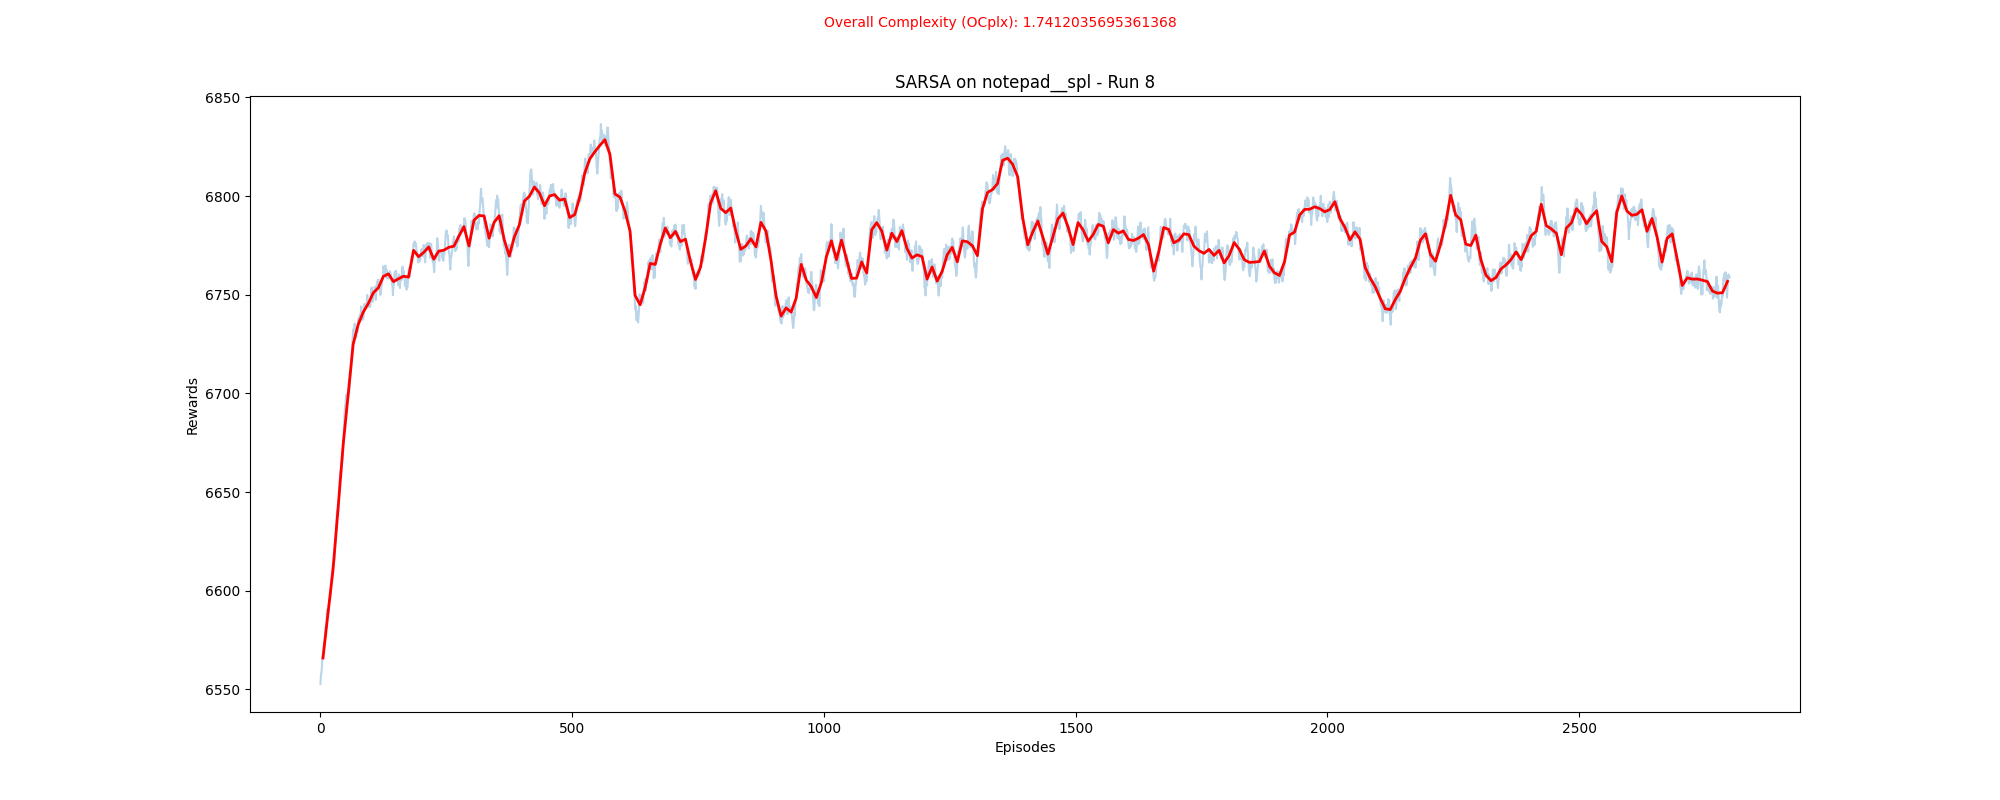 Overall Complexity (OCplx): 1.7412035695361368
SARSA on notepad__spl - Run 8
6850
6800
6750
6700
6650
6600
6550
Rewards
0 500 1000 1500 2000 2500
Episodes